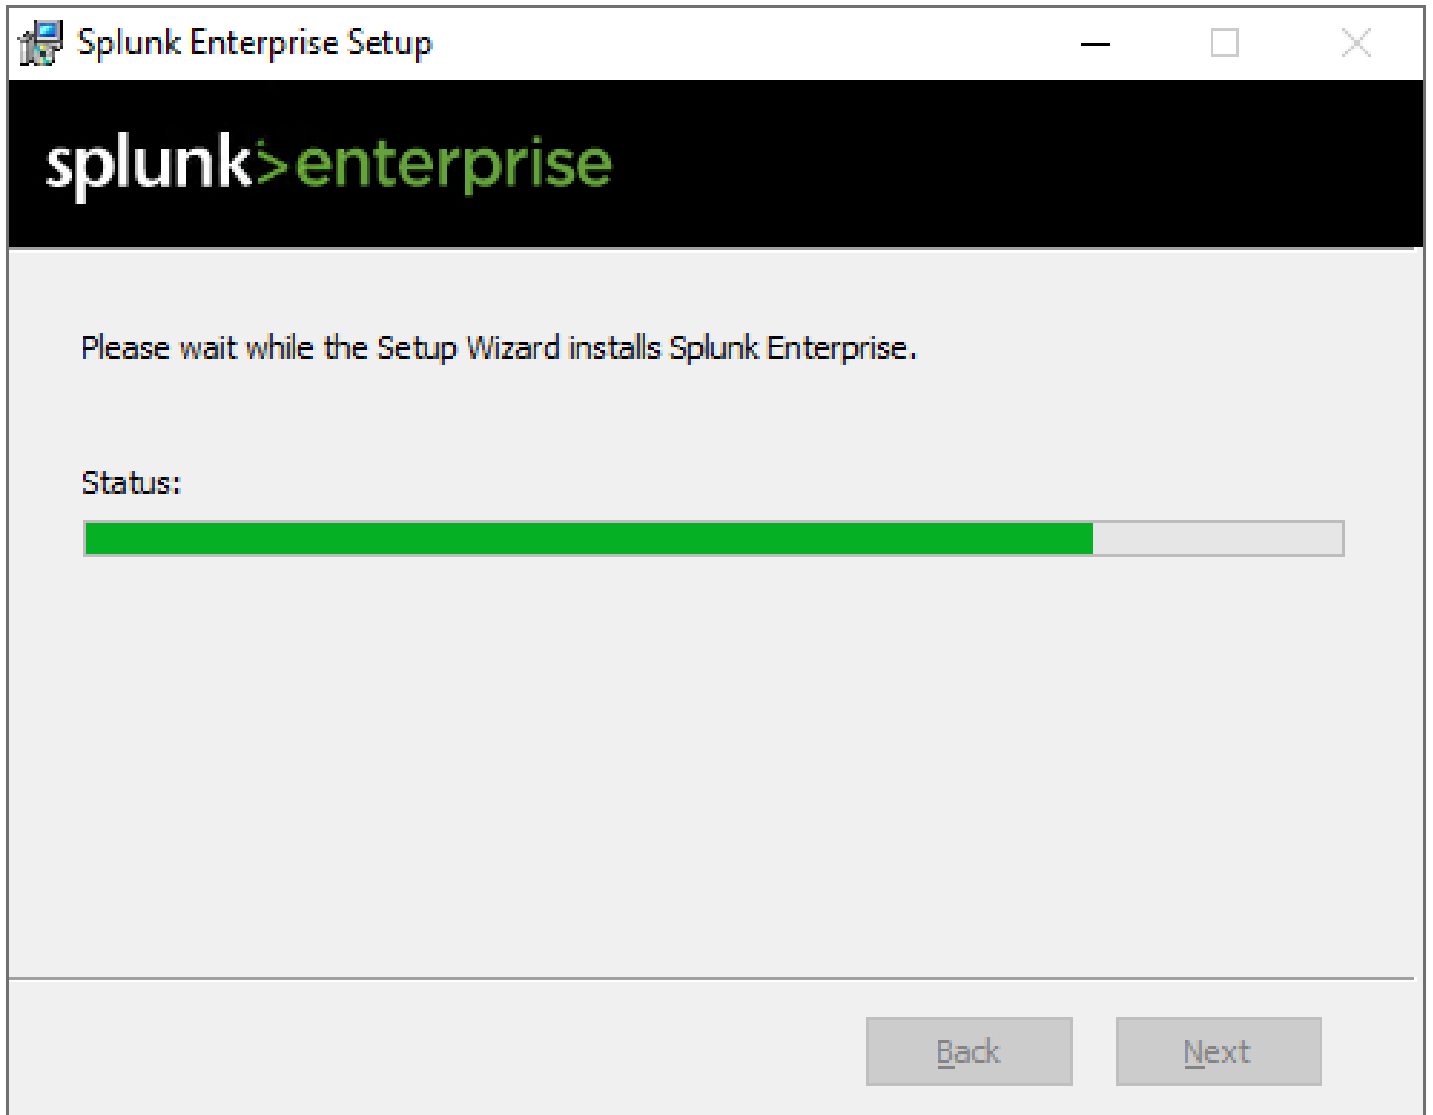 Splunk Enterprise Setup
splunk>enterprise
Please wait while the Setup Wizard installs Splunk Enterprise.
Status:
Back Next